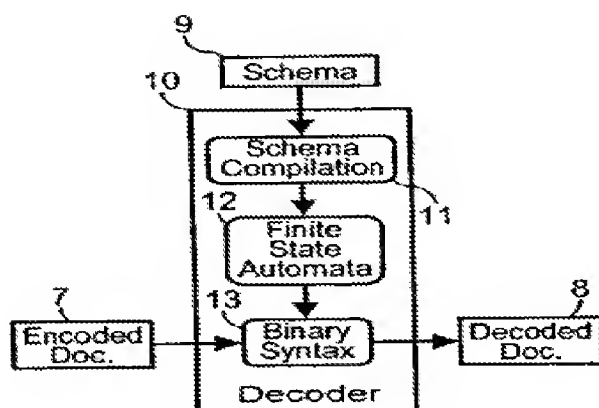 9
Schema
10
Schema
Compilation
11
12
Finite
State
Automata
7
13
8
Encoded
Doc.
Binary
Syntax
Decoded
Doc.
Decoder